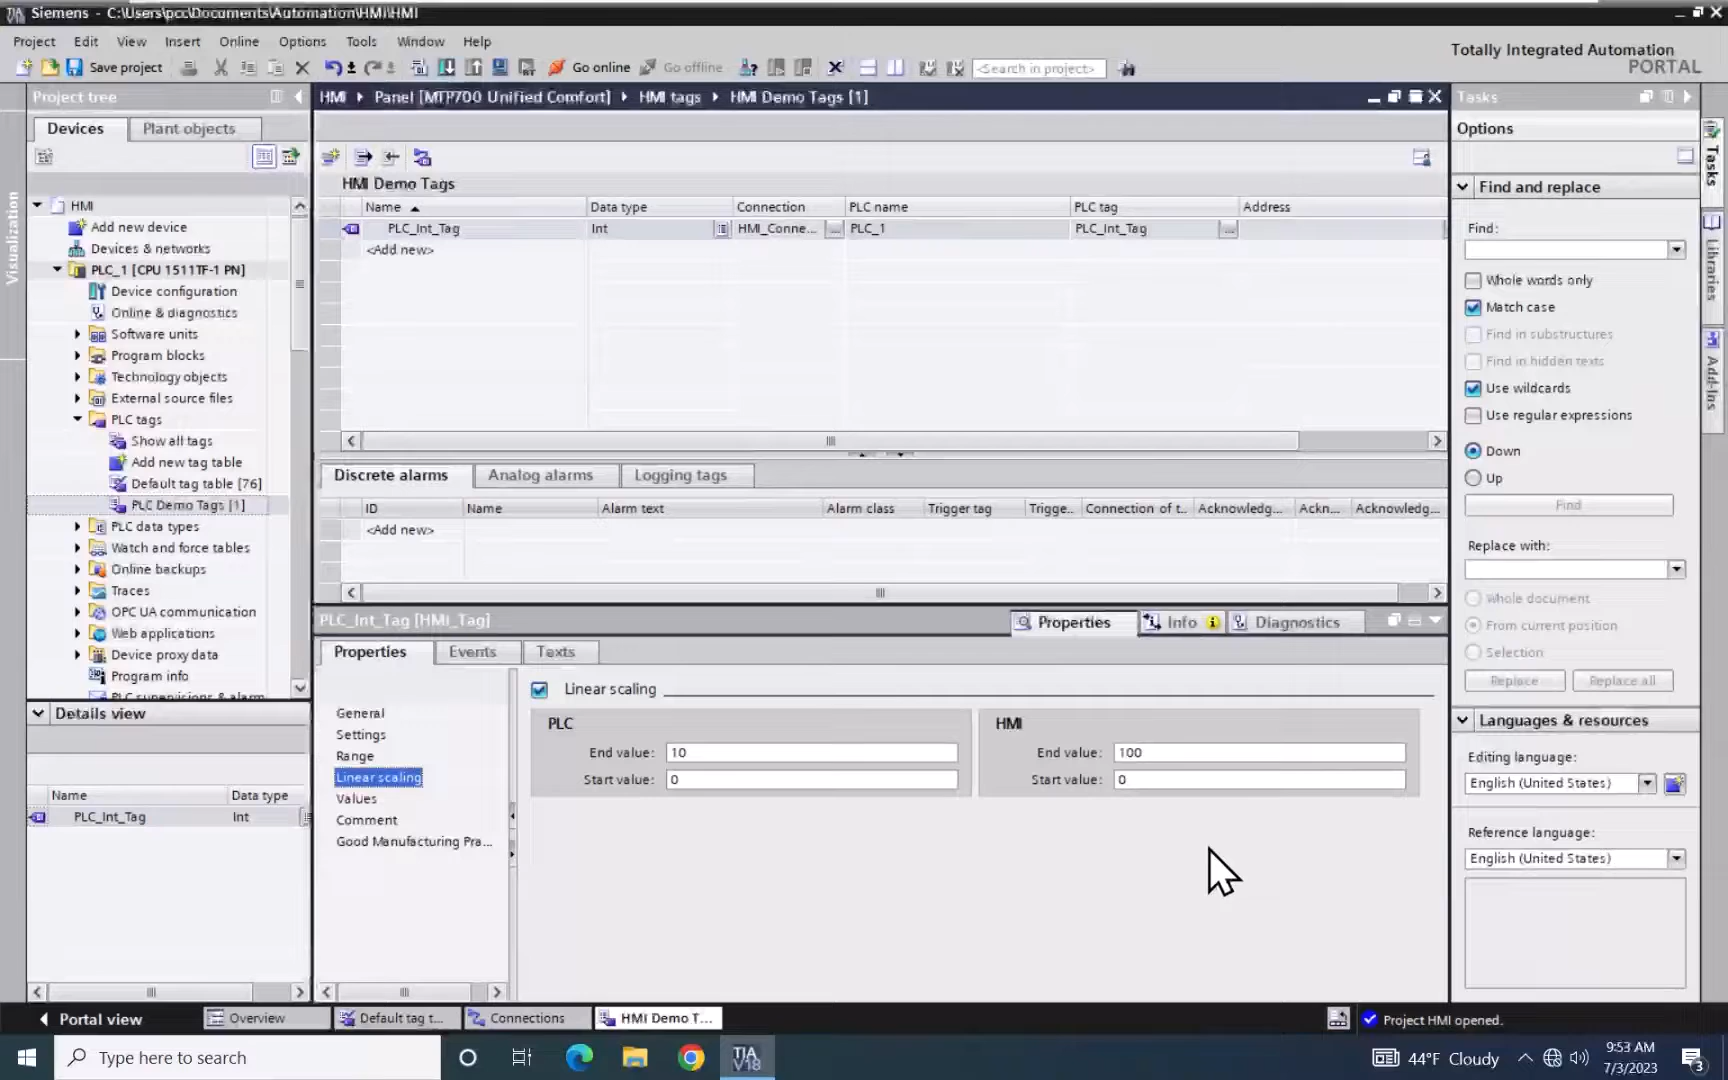 Siemens - C:\Users\pcc\Documents\Automation\HMI\HMI
Project Edit View Insert Online Options Tools Window Help
Totally Integrated Automation
PORTAL
Save project
Go online
Go offline
<Search in project>
Project tree
HMI ▸ Panel [MTP700 Unified Comfort] ▸ HMI tags ▸ HMI Demo Tags [1]
Tasks
Devices
Plant objects
Options
Visualization
HMI
Add new device
Devices & networks
PLC_1 [CPU 1511TF-1 PN]
Device configuration
Online & diagnostics
Software units
Program blocks
Technology objects
External source files
PLC tags
Show all tags
Add new tag table
Default tag table [76]
PLC Demo Tags [1]
PLC data types
Watch and force tables
Online backups
Traces
OPC UA communication
Web applications
Device proxy data
Program info
PLC supervisions & alarm
Details view
Name Data type
PLC_Int_Tag Int
HMI Demo Tags
Name Data type Connection PLC name PLC tag Address
PLC_Int_Tag Int HMI_Conne... PLC_1 PLC_Int_Tag
<Add new>
Discrete alarms Analog alarms Logging tags
ID Name Alarm text Alarm class Trigger tag Trigge.. Connection of t.. Acknowledg... Ackn... Acknowledg...
<Add new>
PLC_Int_Tag [HMI_Tag]
Properties Info Diagnostics
Properties Events Texts
General
Settings
Range
Linear scaling
Values
Comment
Good Manufacturing Pra...
Linear scaling
PLC
End value: 10
Start value: 0
HMI
End value: 100
Start value: 0
Find and replace
Find:
Whole words only
Match case
Find in substructures
Find in hidden texts
Use wildcards
Use regular expressions
Down
Up
Find
Replace with:
Whole document
From current position
Selection
Replace
Replace all
Languages & resources
Editing language:
English (United States)
Reference language:
English (United States)
Tasks
Libraries
Add-Ins
Portal view
Overview
Default tag t...
Connections
HMI Demo T...
Project HMI opened.
Type here to search
TIA
V18
44°F Cloudy
9:53 AM
7/3/2023
3